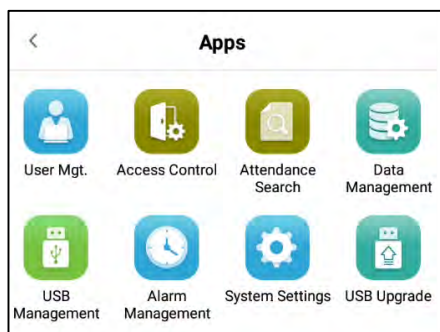 Apps
User Mgt.
Access Control
Attendance
Search
Data
Management
USB
Management
Alarm
Management
System Settings
USB Upgrade